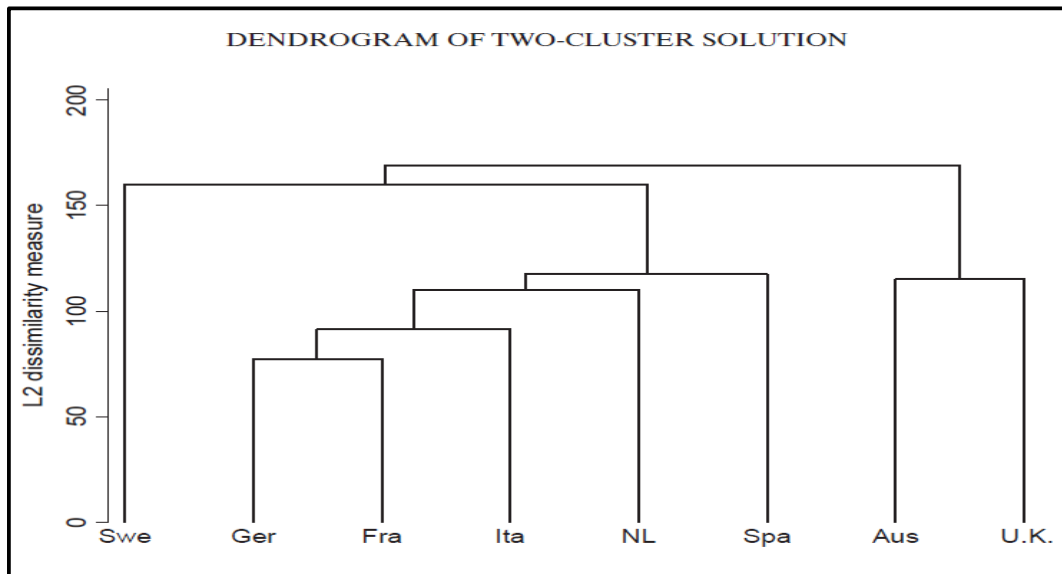 DENDROGRAM OF TWO-CLUSTER SOLUTION
L2 dissimilarity measure
200
150
100
50
0
Swe Ger Fra Ita NL Spa Aus U.K.